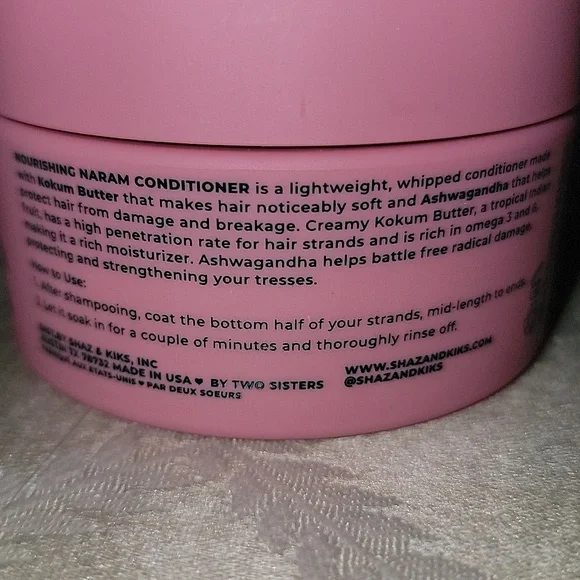 NOURISHING NARAM CONDITIONER is a lightweight, whipped conditioner made
with Kokum Butter that makes hair noticeably soft and Ashwagandha that helps
protect hair from damage and breakage. Creamy Kokum Butter, a tropical Indian
fruit, has a high penetration rate for hair strands and is rich in omega 3 and 6,
making it a rich moisturizer. Ashwagandha helps battle free radical damage,
protecting and strengthening your tresses.
How to Use:
1. After shampooing, coat the bottom half of your strands, mid-length to ends.
2. Let it soak in for a couple of minutes and thoroughly rinse off.
BY SHAZ & KIKS, INC
AUSTIN TX 78732 MADE IN USA ♥ BY TWO SISTERS
AUX ETATS-UNIS ♥ PAR DEUX SOEURS
WWW.SHAZANDKIKS.COM
@SHAZANDKIKS